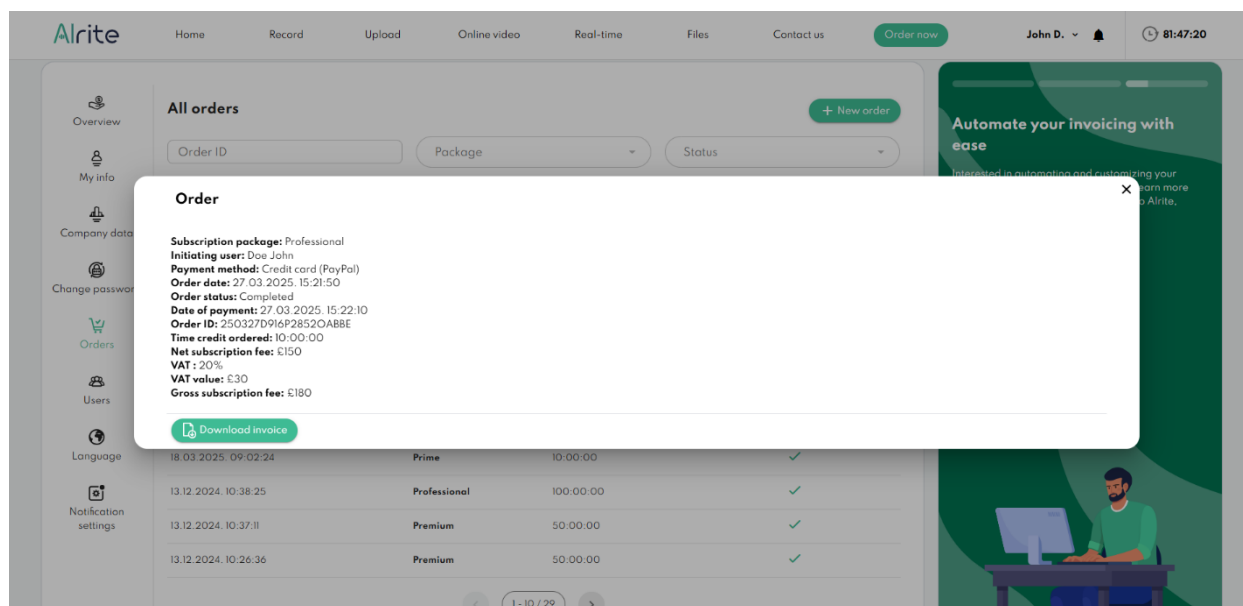 Alrite
Home Record Upload Online video Real-time Files Contact us Order now John D. 81:47:20
Overview
My info
Company data
Change passwor
Orders
Users
Language
Notification
settings
All orders
+ New order
Order ID Package Status
Automate your invoicing with
ease
Interested in automating and customizing your
earn more
o Alrite,
Order
Subscription package: Professional
Initiating user: Doe John
Payment method: Credit card (PayPal)
Order date: 27.03.2025. 15:21:50
Order status: Completed
Date of payment: 27.03.2025. 15:22:10
Order ID: 250327D916P2852OABBE
Time credit ordered: 10:00:00
Net subscription fee: £150
VAT : 20%
VAT value: £30
Gross subscription fee: £180
Download invoice
18.03.2025. 09:02:24 Prime 10:00:00
13.12.2024. 10:38:25 Professional 100:00:00
13.12.2024. 10:37:11 Premium 50:00:00
13.12.2024. 10:26:36 Premium 50:00:00
1 - 10 / 29